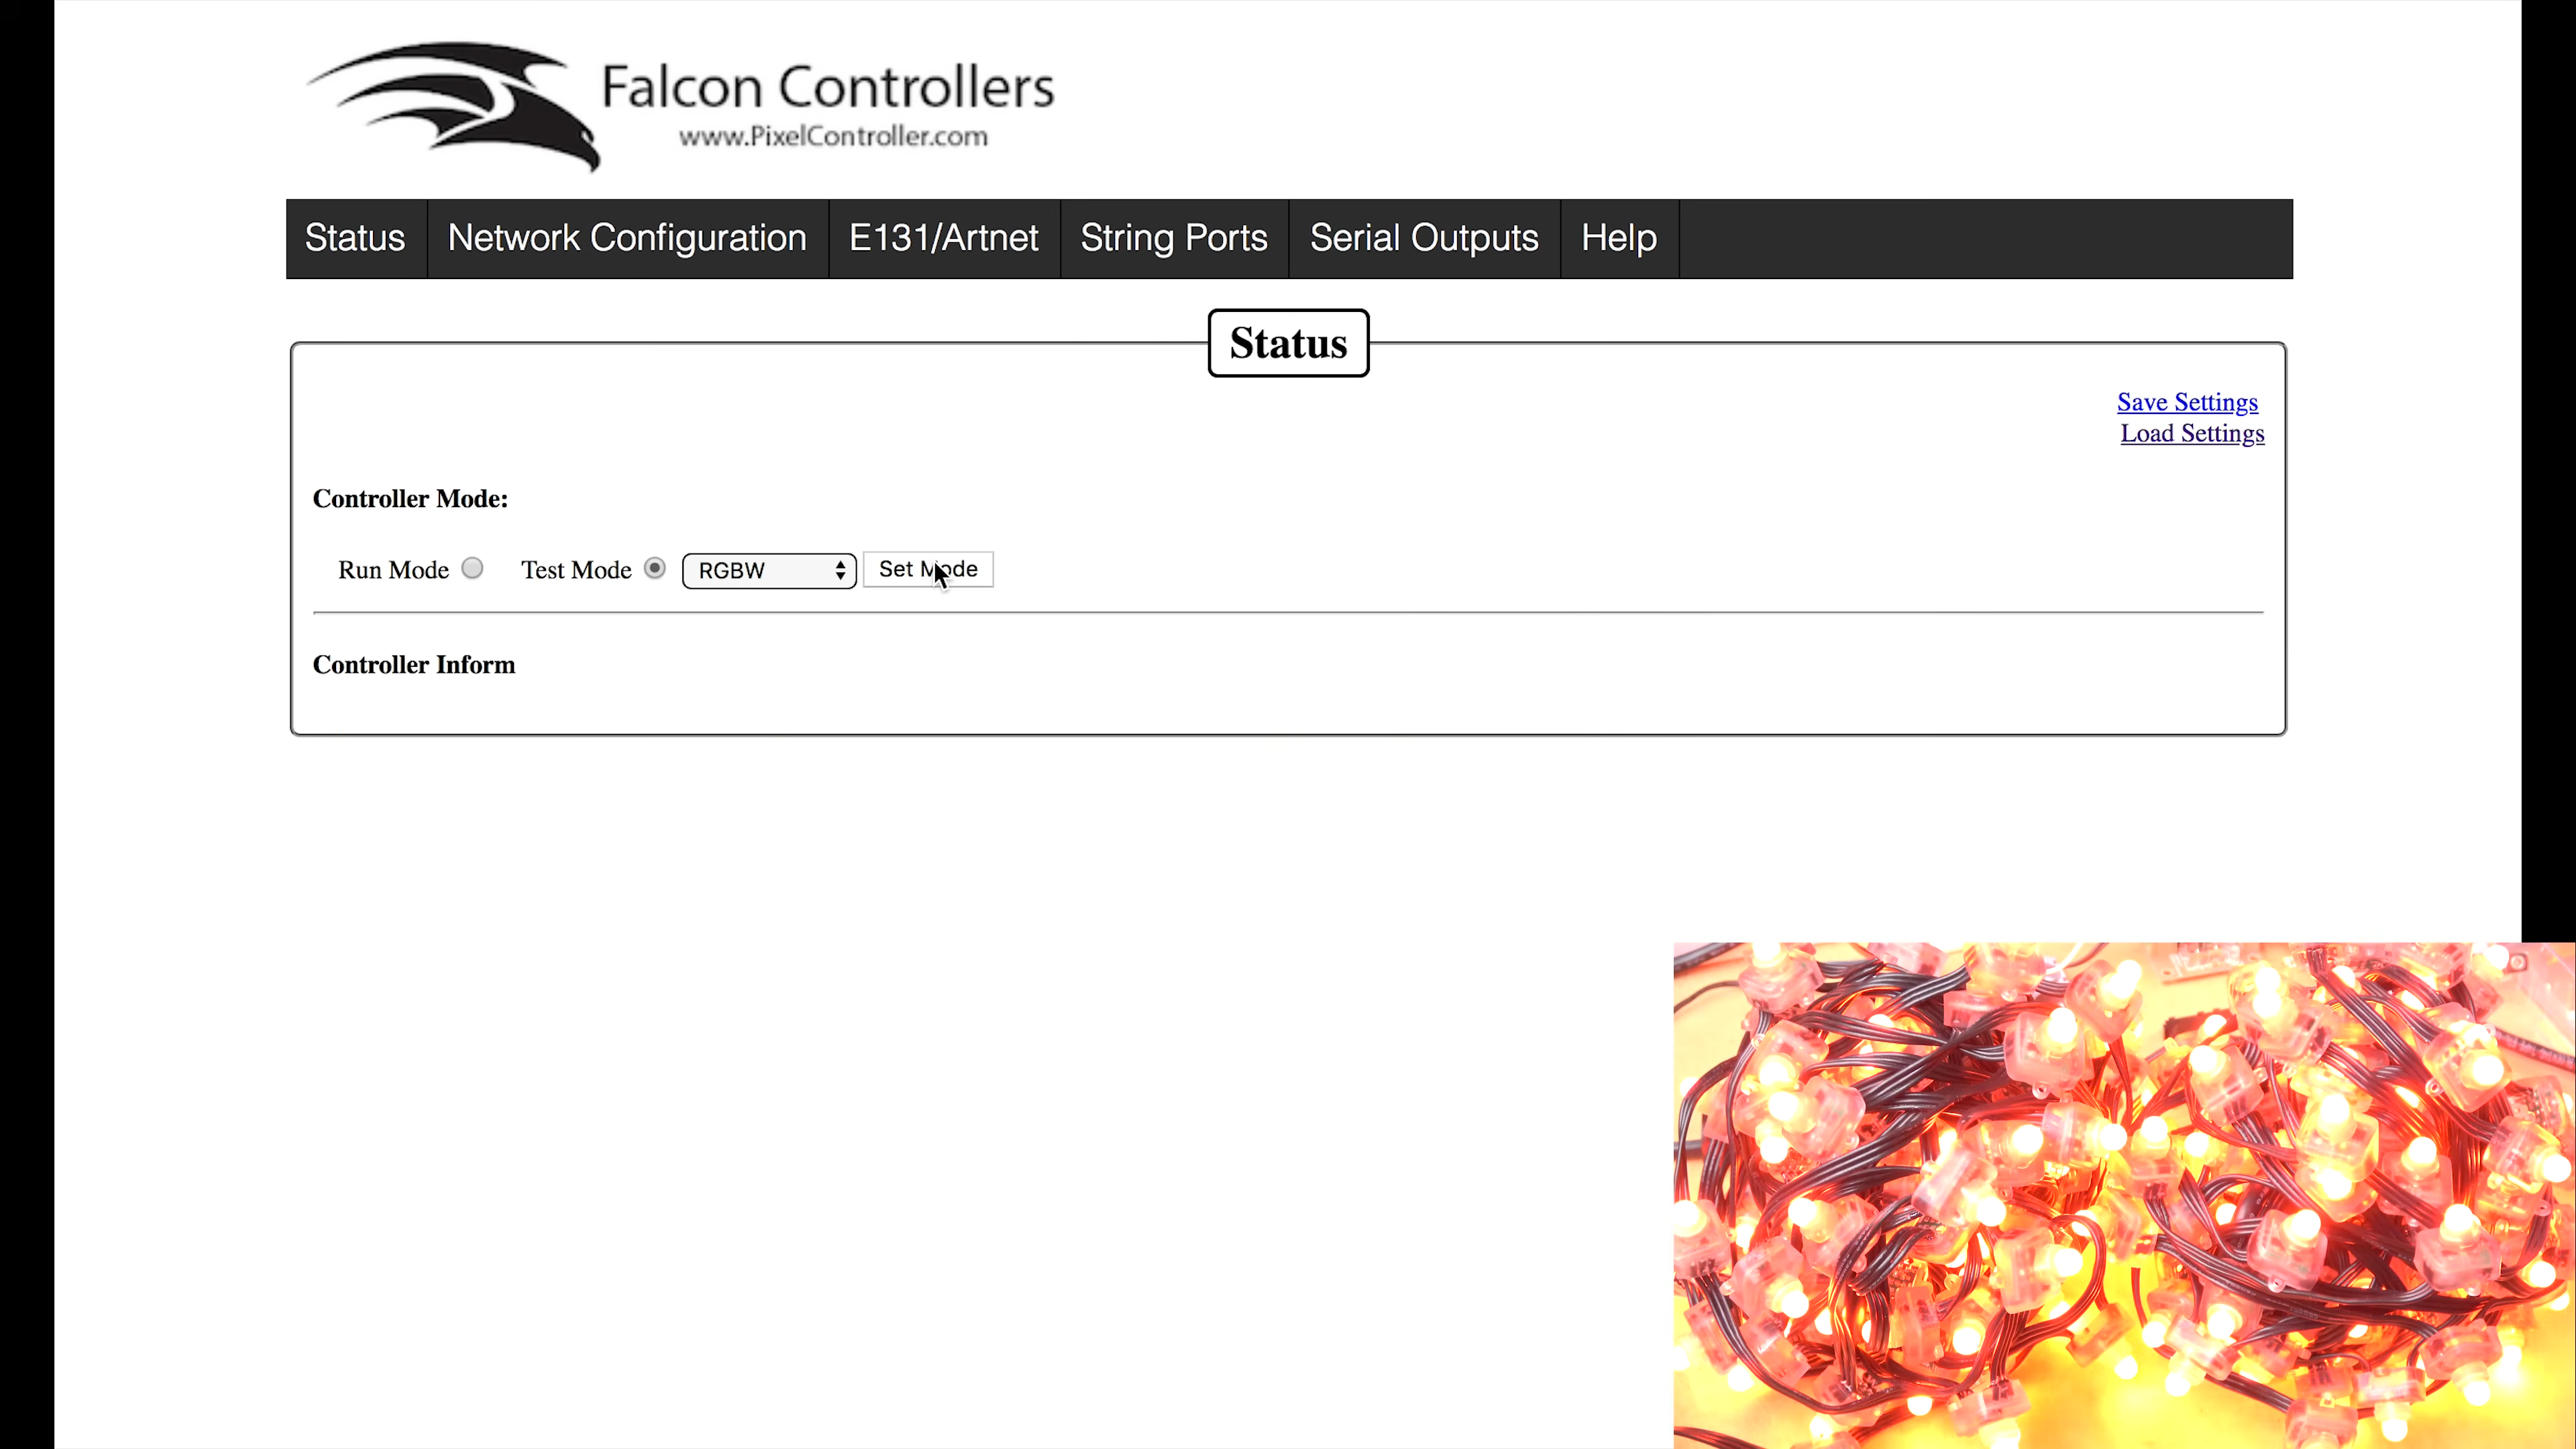 Falcon Controllers
www.PixelController.com
Status Network Configuration E131/Artnet String Ports Serial Outputs Help
Status
Save Settings
Load Settings
Controller Mode:
Run Mode Test Mode RGBW Set Mode
Controller Inform